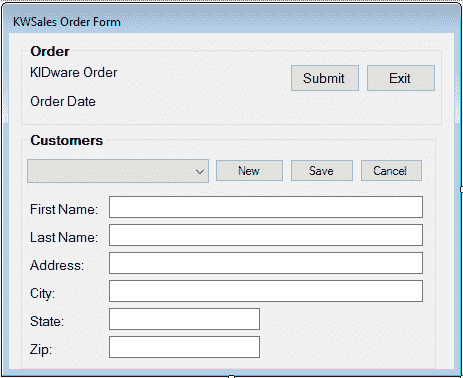 KWSales Order Form
Order
KIDware Order
Submit Exit
Order Date
Customers
New Save Cancel
First Name:
Last Name:
Address:
City:
State:
Zip: